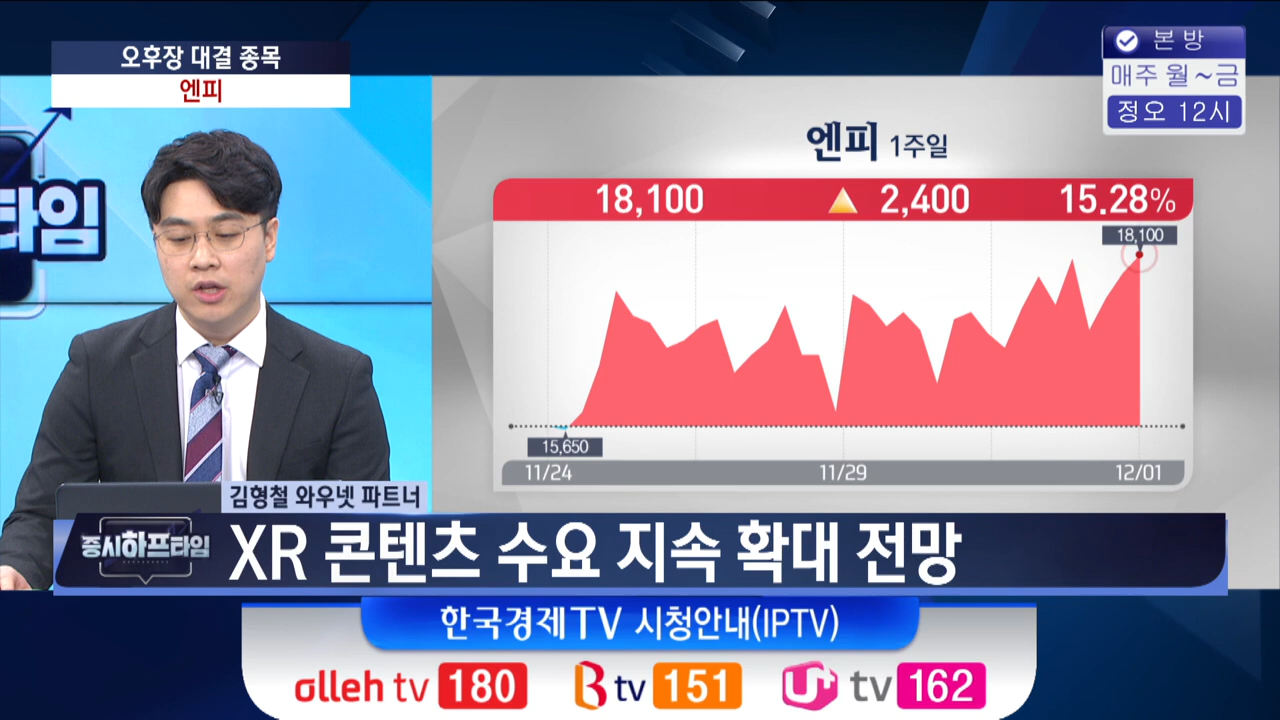 오후장 대결 종목
엔피
본 방
매주 월~금
정오 12시
타임
엔피 1주일
18,100 ▲ 2,400 15.28%
18,100
15,650
11/24 11/29 12/01
김형철 와우넷 파트너
증시하프타임
XR 콘텐츠 수요 지속 확대 전망
한국경제TV 시청안내(IPTV)
olleh tv 180 B tv 151 U+ tv 162